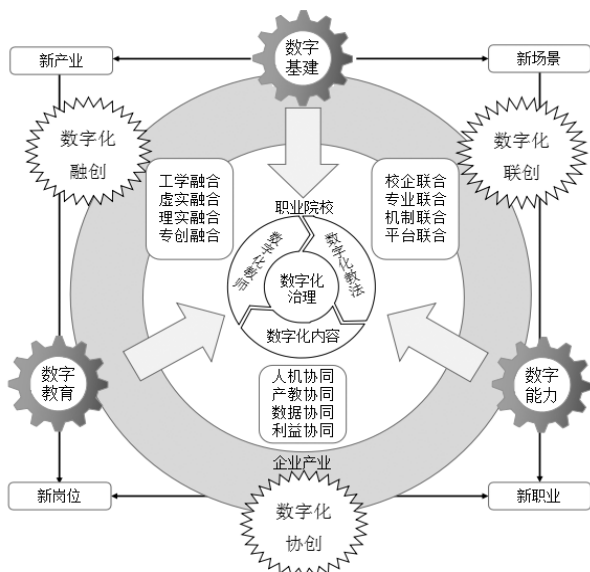 数字
基建
新产业
新场景
数字化
融创
数字化
联创
工学融合
虚实融合
理实融合
专创融合
校企联合
专业联合
机制联合
平台联合
职业院校
数字化教师
数字化教法
数字化
治理
数字化内容
数字
教育
数字
能力
人机协同
产教协同
数据协同
利益协同
企业产业
新岗位
新职业
数字化
协创